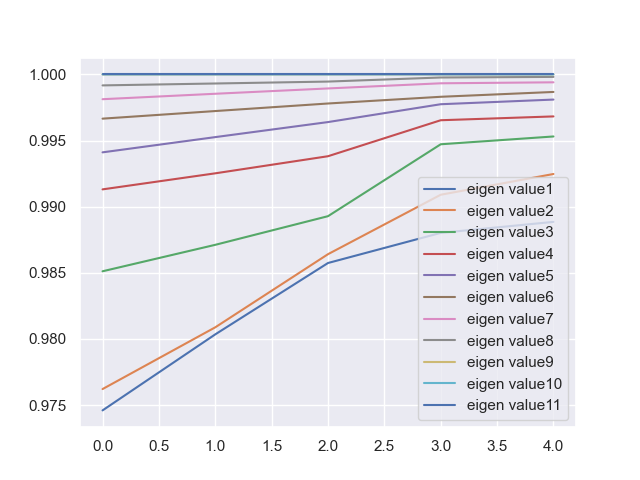 1.000
0.995
0.990
0.985
0.980
0.975
0.0 0.5 1.0 1.5 2.0 2.5 3.0 3.5 4.0
eigen value1
eigen value2
eigen value3
eigen value4
eigen value5
eigen value6
eigen value7
eigen value8
eigen value9
eigen value10
eigen value11